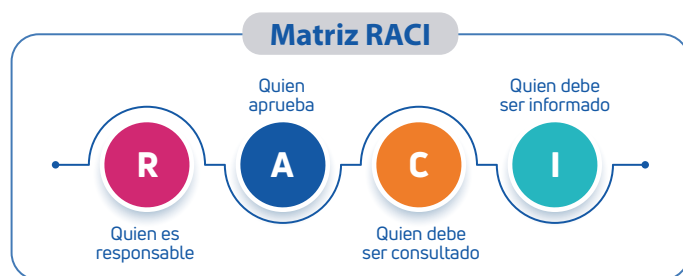 Matriz RACI
Quien
aprueba
Quien debe
ser informado
R
A
C
I
Quien es
responsable
Quien debe
ser consultado